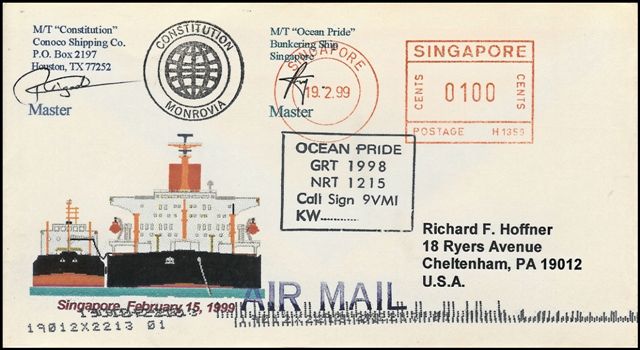 M/T "Constitution"
Conoco Shipping Co.
P.O. Box 2197
Houston, TX 77252
Master
CONSTITUTION
MONROVIA
M/T "Ocean Pride"
Bunkering Ship
Singapore
Master
SINGAPORE
19.2.99
SINGAPORE
CENTS 0100 CENTS
POSTAGE H1359
OCEAN PRIDE
GRT 1998
NRT 1215
Call Sign 9VMI
KW...........
Richard F. Hoffner
18 Ryers Avenue
Cheltenham, PA 19012
U.S.A.
Singapore, February 15, 1999
AIR MAIL
19012X2213 01